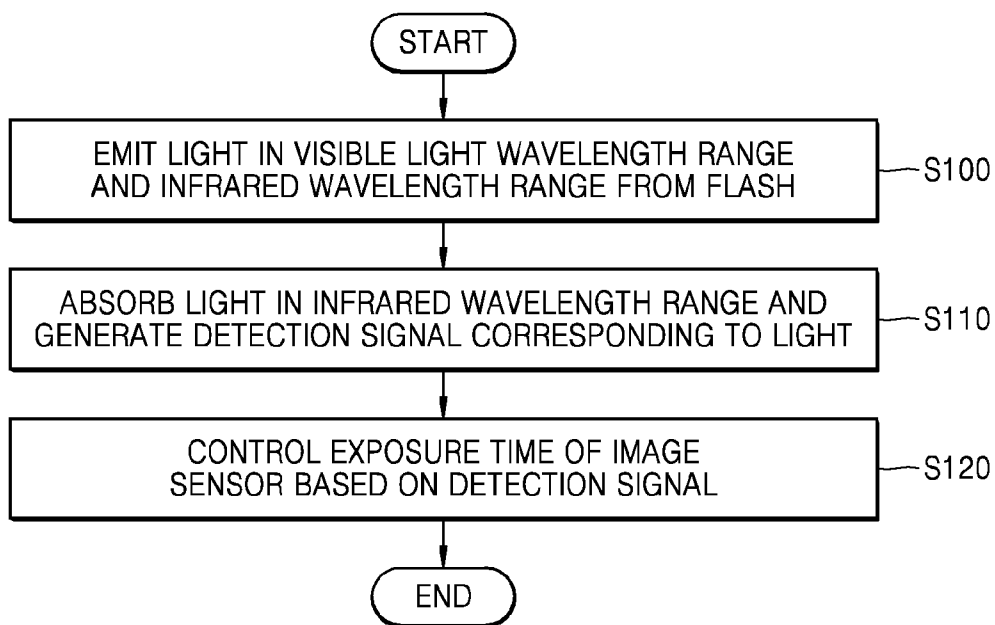 START
EMIT LIGHT IN VISIBLE LIGHT WAVELENGTH RANGE
AND INFRARED WAVELENGTH RANGE FROM FLASH
S100
ABSORB LIGHT IN INFRARED WAVELENGTH RANGE AND
GENERATE DETECTION SIGNAL CORRESPONDING TO LIGHT
S110
CONTROL EXPOSURE TIME OF IMAGE
SENSOR BASED ON DETECTION SIGNAL
S120
END